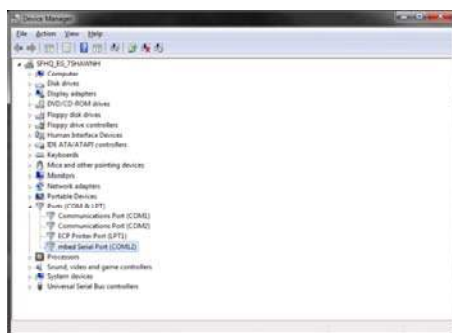 Device Manager
File Action View Help
SFHQ_ES_7SHAWNH
Computer
Disk drives
Display adapters
DVD/CD-ROM drives
Floppy disk drives
Floppy drive controllers
Human Interface Devices
IDE ATA/ATAPI controllers
Keyboards
Mice and other pointing devices
Monitors
Network adapters
Portable Devices
Ports (COM & LPT)
Communications Port (COM1)
Communications Port (COM2)
ECP Printer Port (LPT1)
mbed Serial Port (COM12)
Processors
Sound, video and game controllers
System devices
Universal Serial Bus controllers